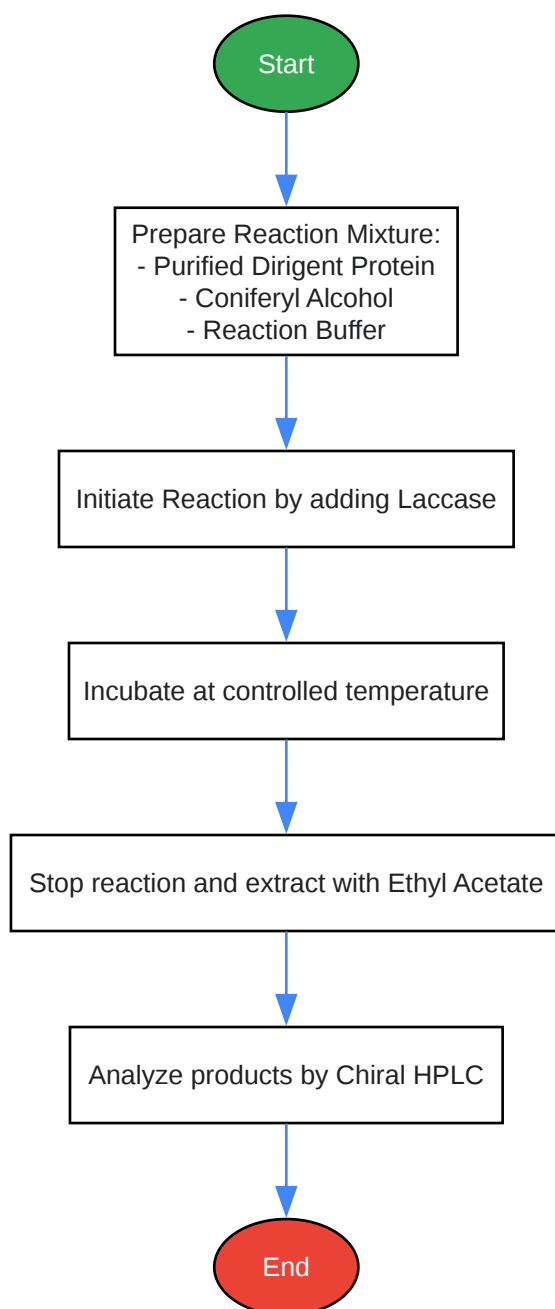 Start
Prepare Reaction Mixture:
- Purified Dirigent Protein
- Coniferyl Alcohol
- Reaction Buffer
Initiate Reaction by adding Laccase
Incubate at controlled temperature
Stop reaction and extract with Ethyl Acetate
Analyze products by Chiral HPLC
End